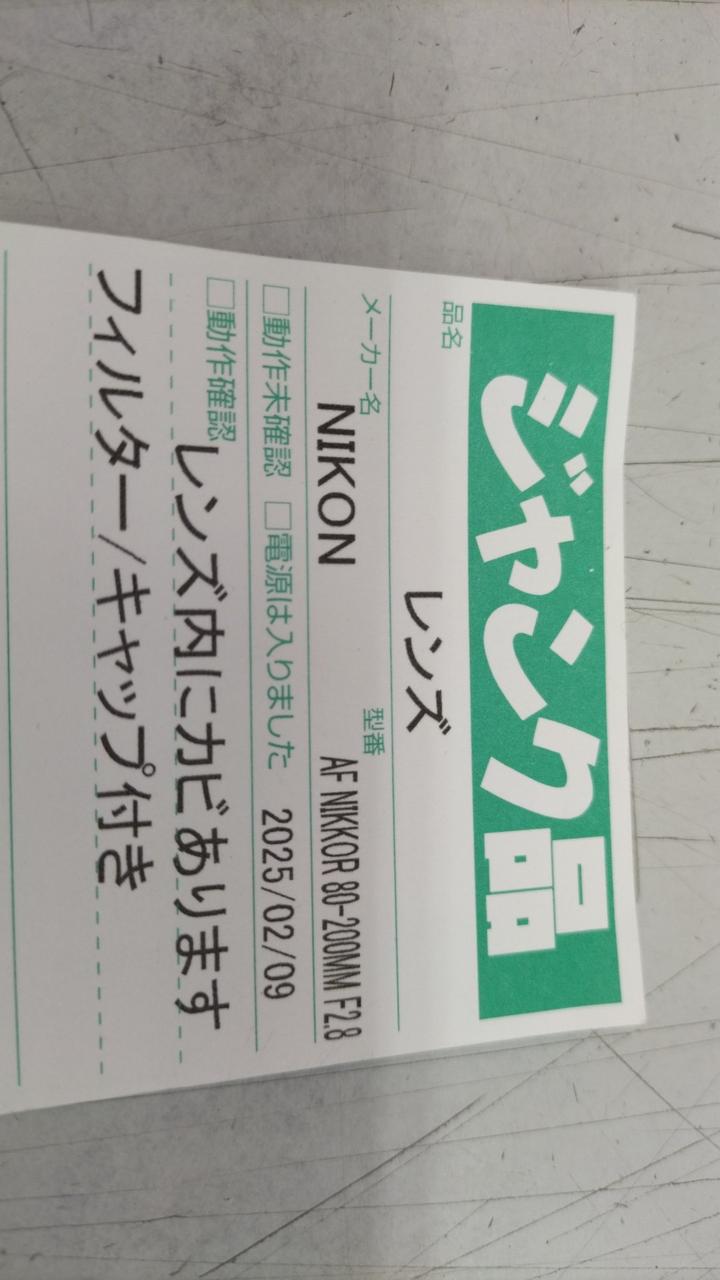 ジャンク品
品名
レンズ
メーカー名 型番
NIKON AF NIKKOR 80-200MM F2.8
□動作未確認 □電源は入りました 2025/02/09
□動作確認
レンズ内にカビあります
フィルター/キャップ付き